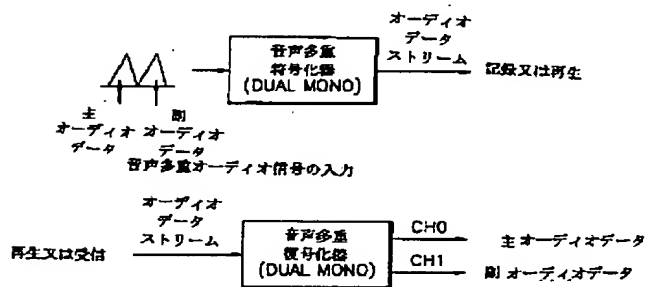 オーディオ
データ
ストリーム
音声多重
符号化器
(DUAL MONO)
記録又は再生
主 副
オーディオ オーディオ
データ データ
音声多重オーディオ信号の入力
オーディオ
データ
ストリーム
再生又は受信
音声多重
復号化器
(DUAL MONO)
CH0
主 オーディオデータ
CH1
副 オーディオデータ